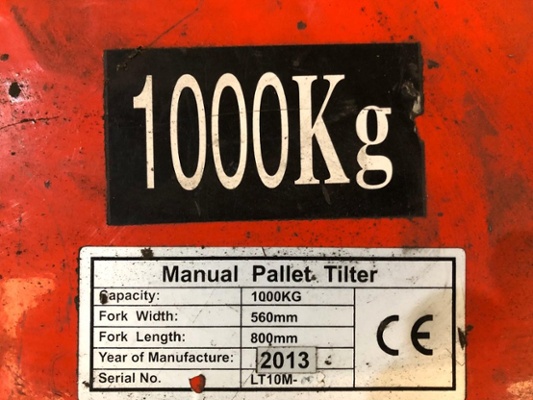 1000Kg
Manual Pallet Tilter
Capacity: 1000KG
Fork Width: 560mm
Fork Length: 800mm
Year of Manufacture: 2013
Serial No. LT10M-
CE